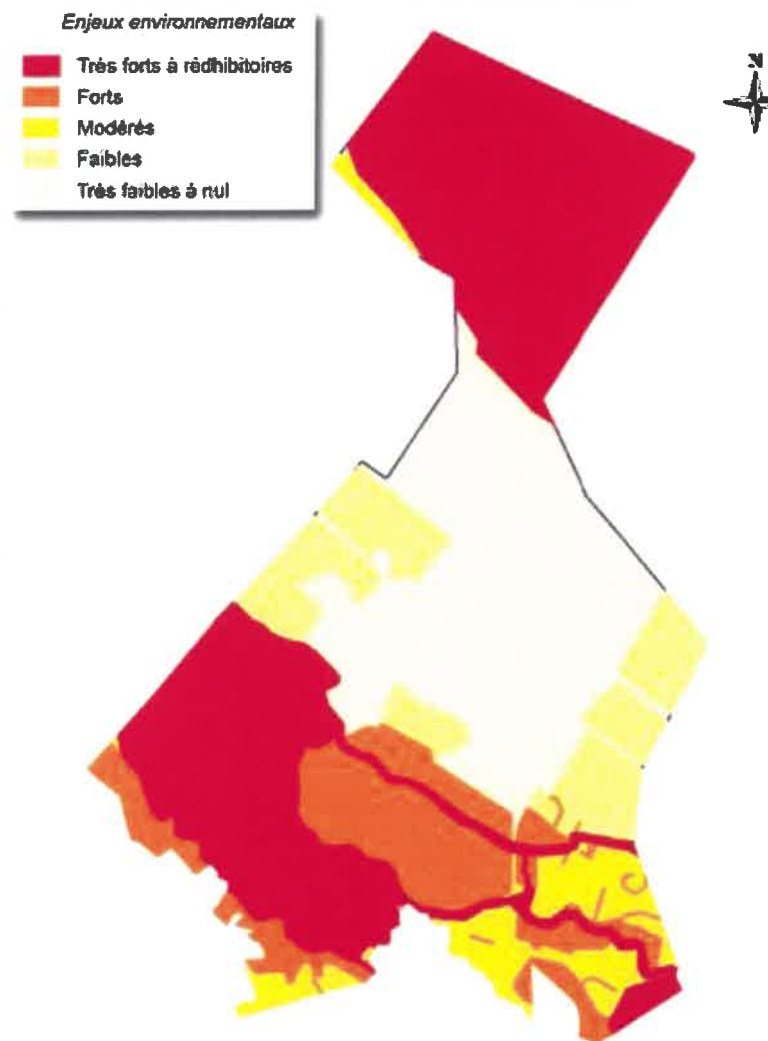 Enjeux environnementaux
Très forts à rédhibitoires
Forts
Modérés
Faibles
Très faibles à nul
N